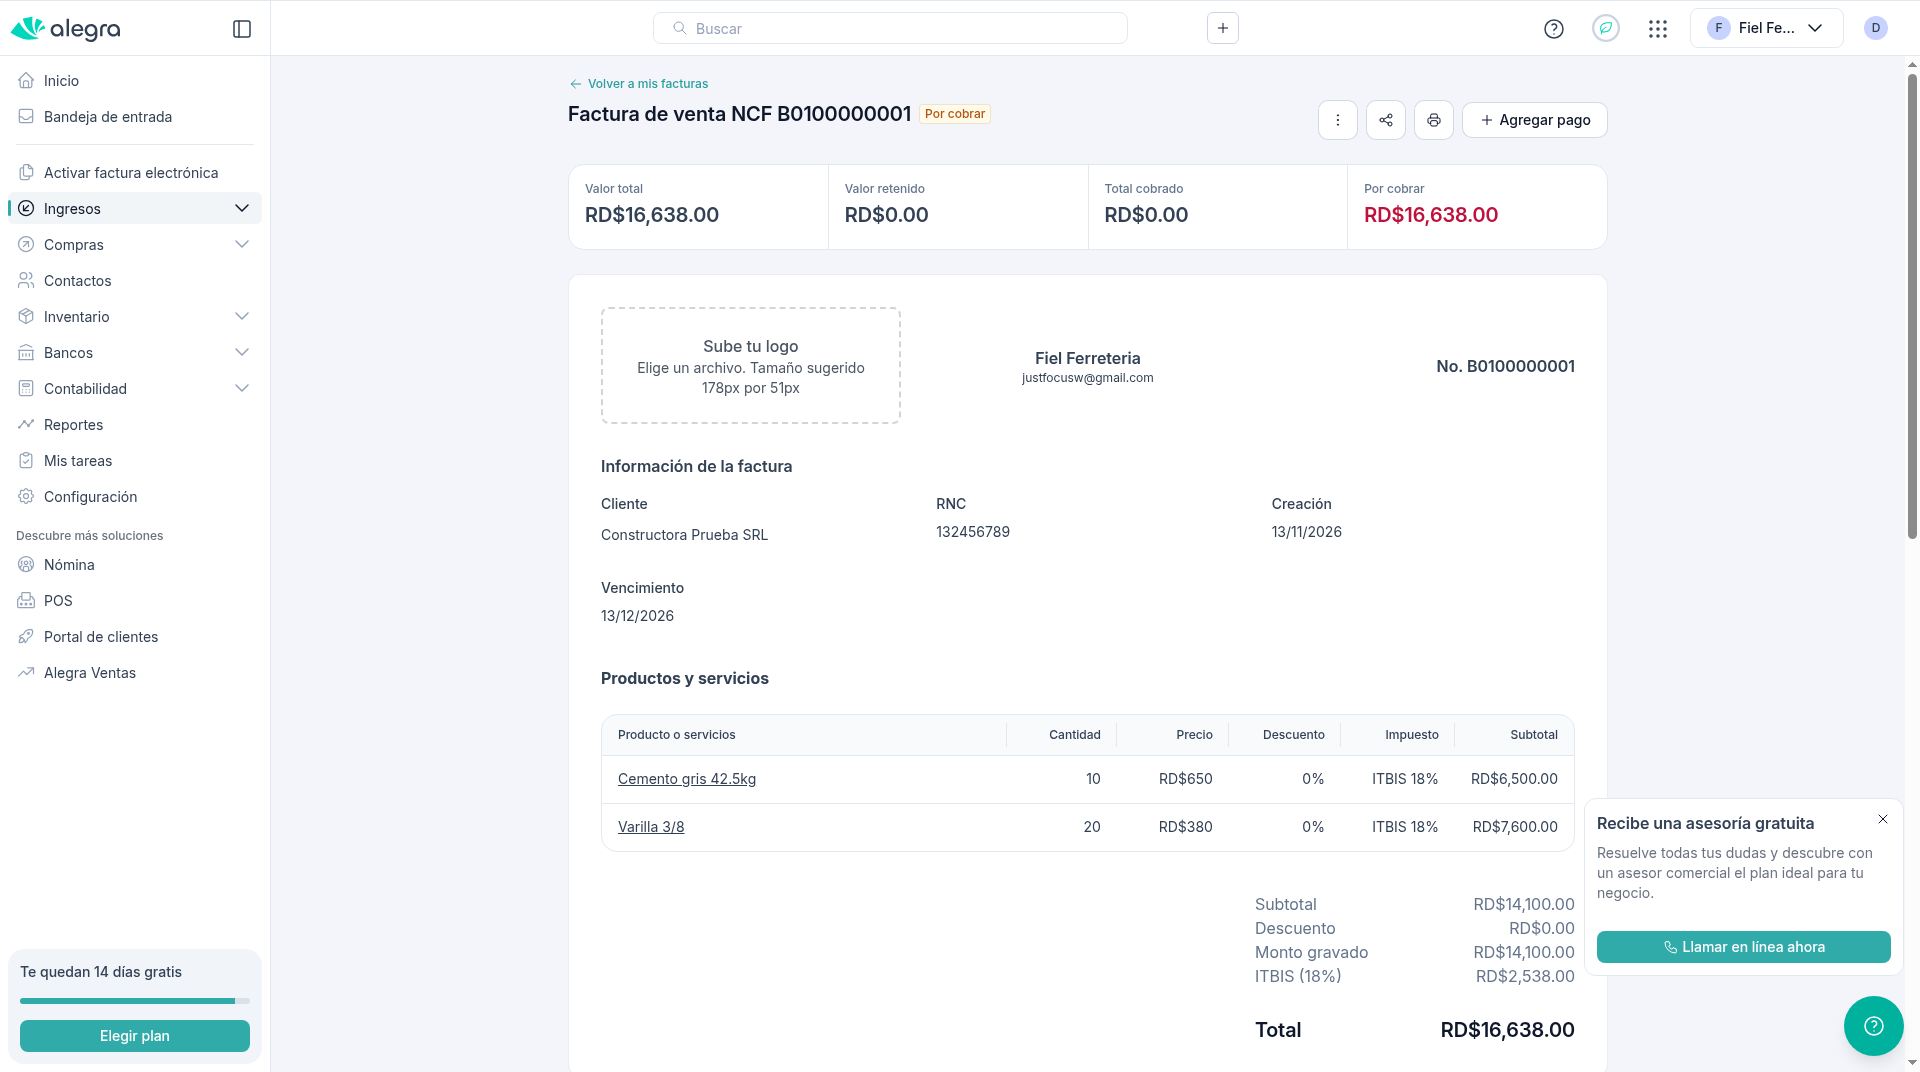 alegra
Buscar
F
Fiel Fe...
D
Inicio
Bandeja de entrada
Activar factura electrónica
Ingresos
Compras
Contactos
Inventario
Bancos
Contabilidad
Reportes
Mis tareas
Configuración
Descubre más soluciones
Nómina
POS
Portal de clientes
Alegra Ventas
Te quedan 14 días gratis
Elegir plan
Volver a mis facturas
Factura de venta NCF B0100000001 Por cobrar
Agregar pago
Valor total Valor retenido Total cobrado Por cobrar
RD$16,638.00 RD$0.00 RD$0.00 RD$16,638.00
Sube tu logo
Elige un archivo. Tamaño sugerido
178px por 51px
Fiel Ferreteria
justfocusw@gmail.com
No. B0100000001
Información de la factura
Cliente RNC Creación
Constructora Prueba SRL 132456789 13/11/2026
Vencimiento
13/12/2026
Productos y servicios
Producto o servicios Cantidad Precio Descuento Impuesto Subtotal
Cemento gris 42.5kg 10 RD$650 0% ITBIS 18% RD$6,500.00
Varilla 3/8 20 RD$380 0% ITBIS 18% RD$7,600.00
Subtotal RD$14,100.00
Descuento RD$0.00
Monto gravado RD$14,100.00
ITBIS (18%) RD$2,538.00
Total RD$16,638.00
Recibe una asesoría gratuita
Resuelve todas tus dudas y descubre con
un asesor comercial el plan ideal para tu
negocio.
Llamar en línea ahora